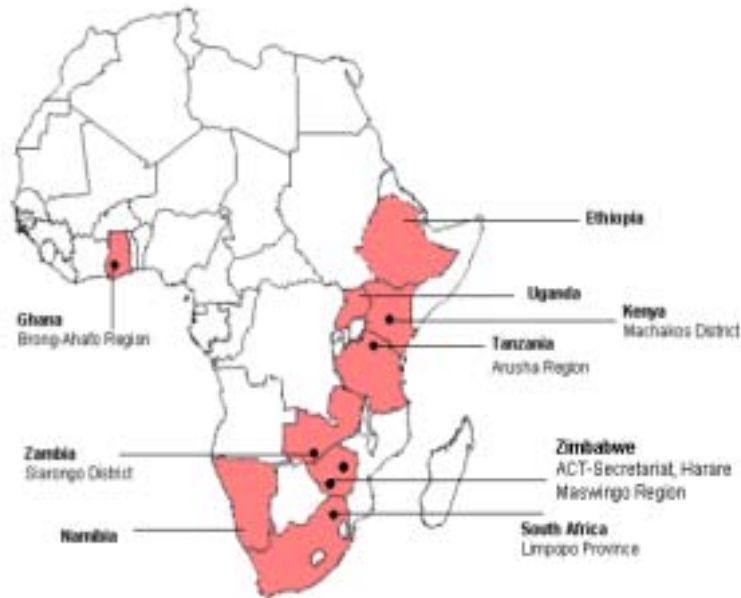 Ethiopia
Uganda
Kenya
Machakos District
Ghana
Brong-Ahafo Region
Tanzania
Arusha Region
Zambia
Siarongo District
Zimbabwe
ACT-Secretariat, Harare
Maswingo Region
Namibia
South Africa
Limpopo Province